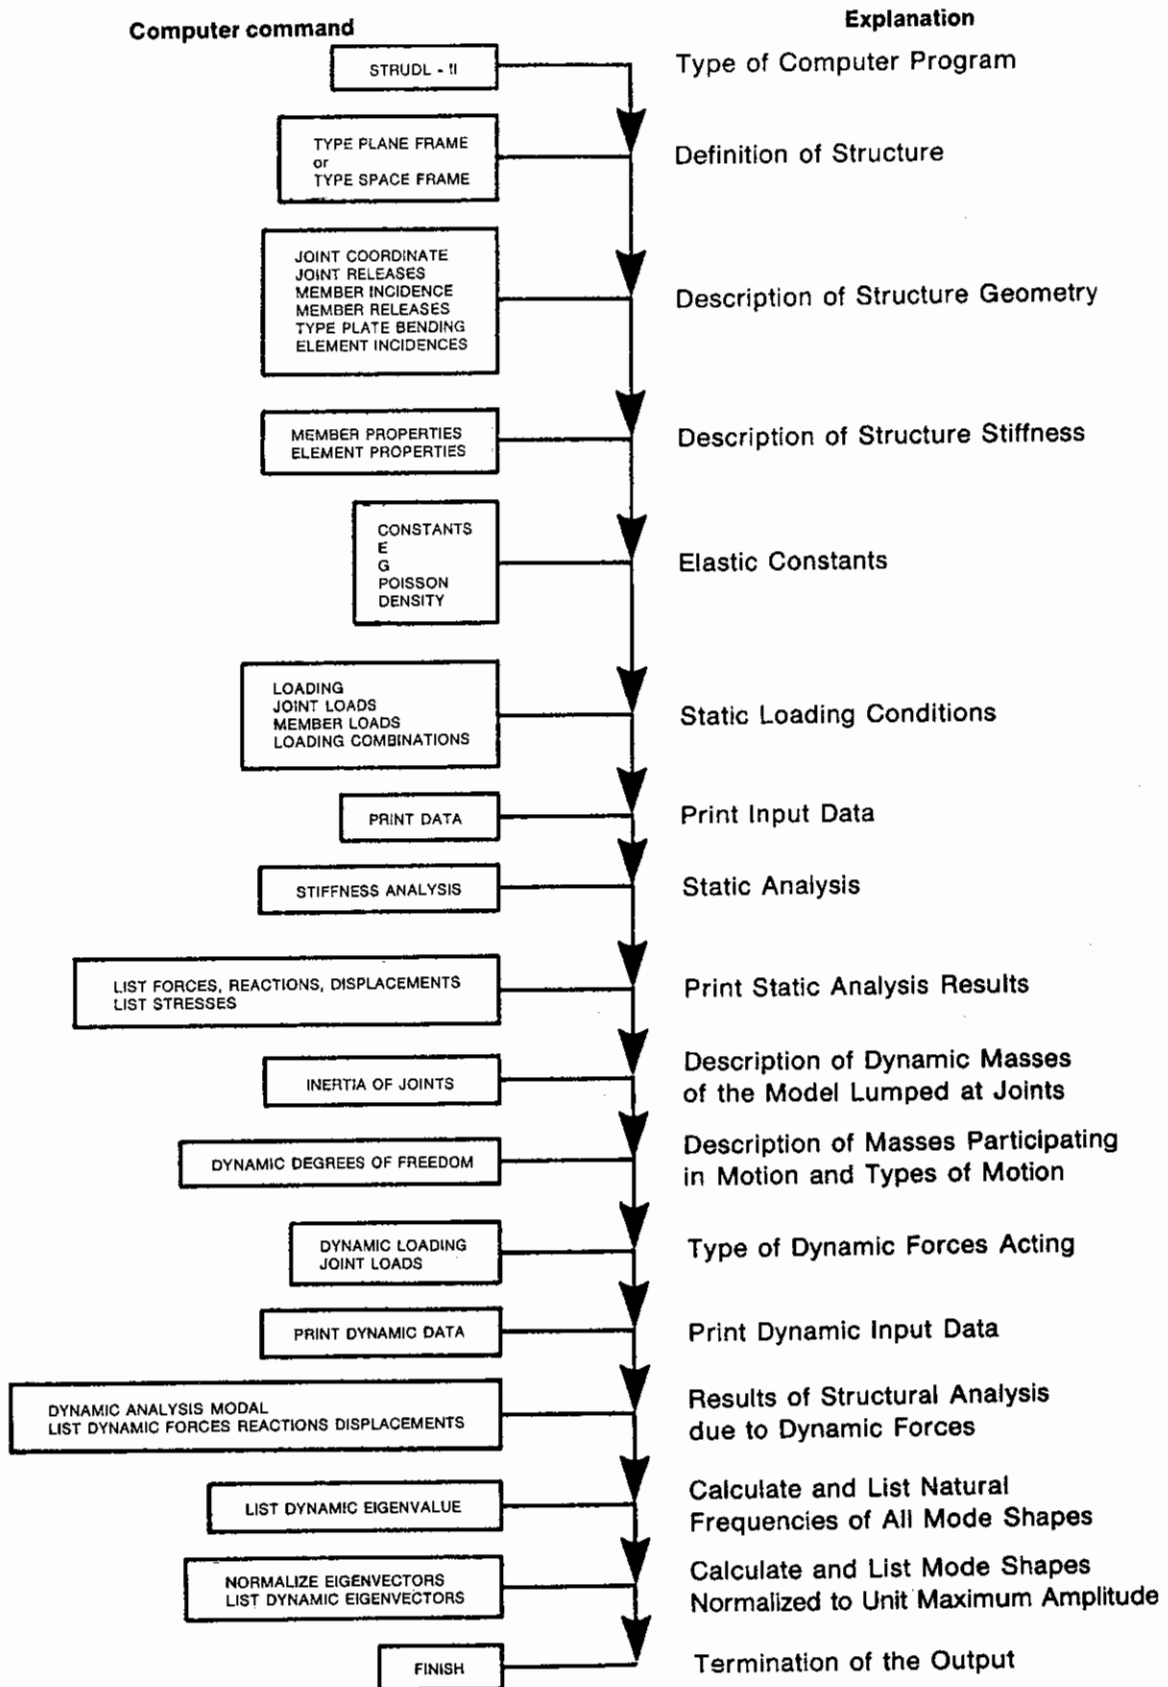 Computer command
Explanation
STRUDL - II
Type of Computer Program
TYPE PLANE FRAME
or
TYPE SPACE FRAME
Definition of Structure
JOINT COORDINATE
JOINT RELEASES
MEMBER INCIDENCE
MEMBER RELEASES
TYPE PLATE BENDING
ELEMENT INCIDENCES
Description of Structure Geometry
MEMBER PROPERTIES
ELEMENT PROPERTIES
Description of Structure Stiffness
CONSTANTS
E
G
POISSON
DENSITY
Elastic Constants
LOADING
JOINT LOADS
MEMBER LOADS
LOADING COMBINATIONS
Static Loading Conditions
PRINT DATA
Print Input Data
STIFFNESS ANALYSIS
Static Analysis
LIST FORCES, REACTIONS, DISPLACEMENTS
LIST STRESSES
Print Static Analysis Results
INERTIA OF JOINTS
Description of Dynamic Masses
of the Model Lumped at Joints
DYNAMIC DEGREES OF FREEDOM
Description of Masses Participating
in Motion and Types of Motion
DYNAMIC LOADING
JOINT LOADS
Type of Dynamic Forces Acting
PRINT DYNAMIC DATA
Print Dynamic Input Data
DYNAMIC ANALYSIS MODAL
LIST DYNAMIC FORCES REACTIONS DISPLACEMENTS
Results of Structural Analysis
due to Dynamic Forces
LIST DYNAMIC EIGENVALUE
Calculate and List Natural
Frequencies of All Mode Shapes
NORMALIZE EIGENVECTORS
LIST DYNAMIC EIGENVECTORS
Calculate and List Mode Shapes
Normalized to Unit Maximum Amplitude
FINISH
Termination of the Output